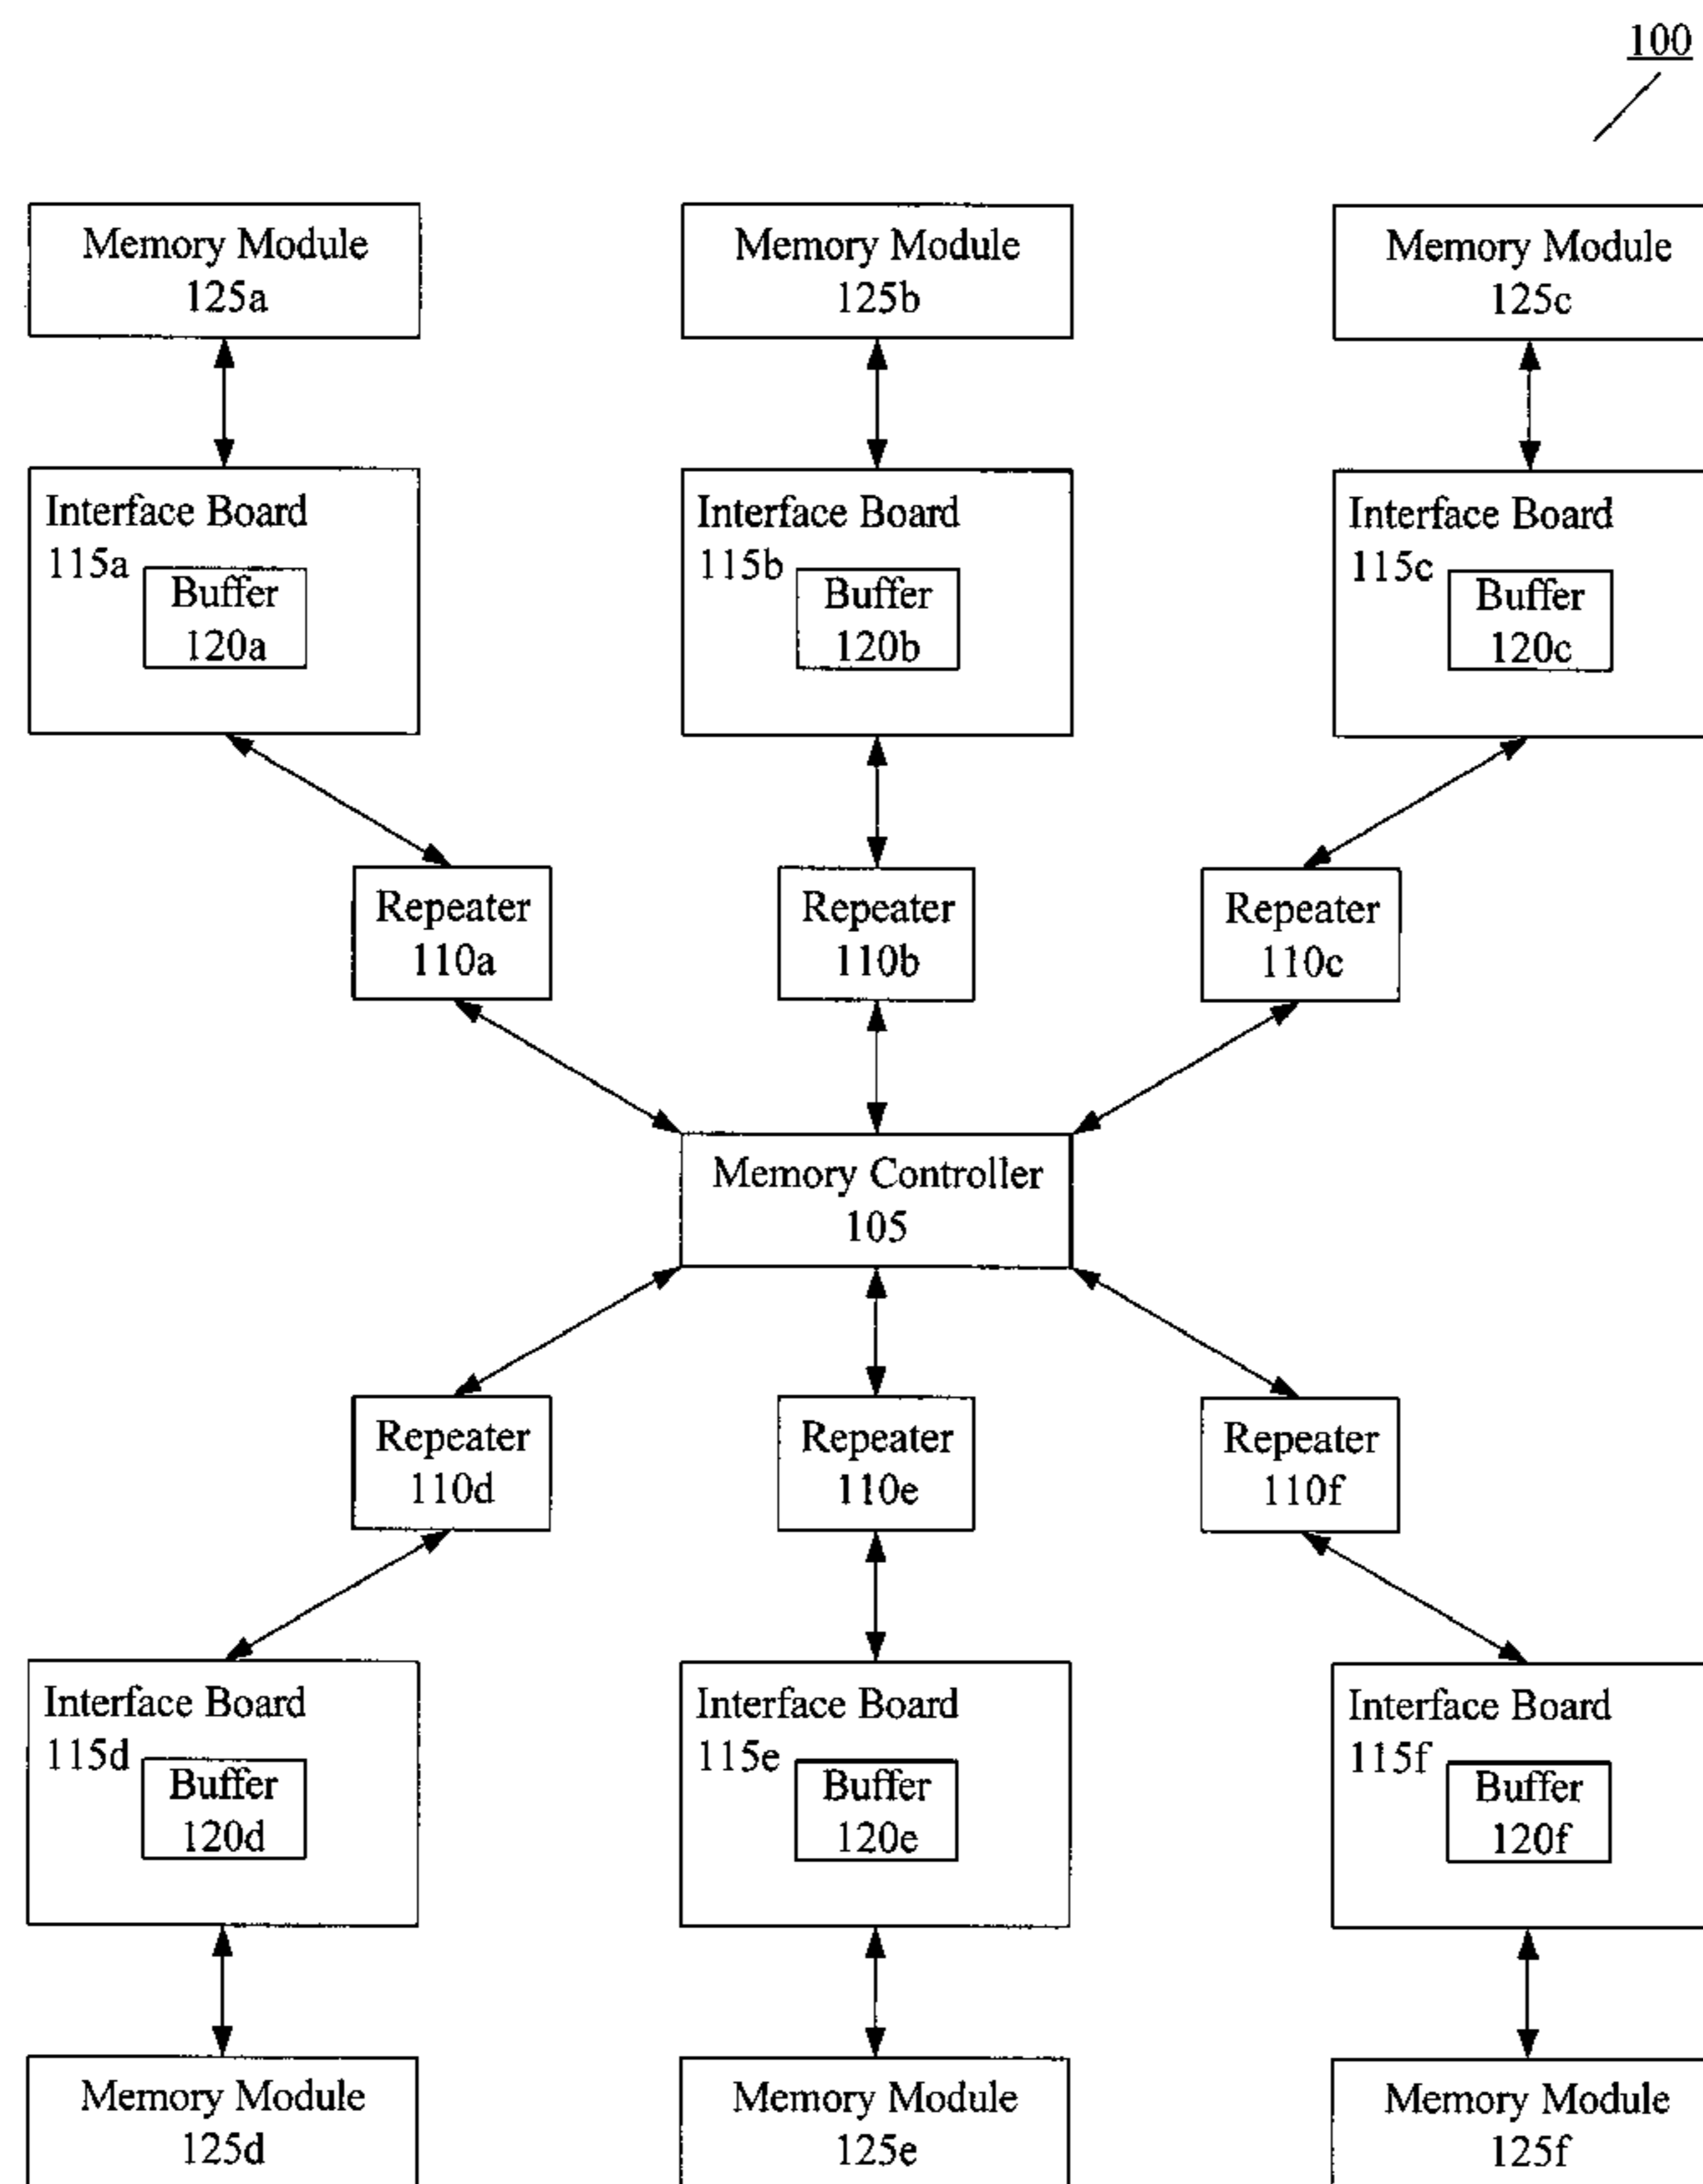 100
Memory Module
125a
Memory Module
125b
Memory Module
125c
Interface Board
115a
Buffer
120a
Interface Board
115b
Buffer
120b
Interface Board
115c
Buffer
120c
Repeater
110a
Repeater
110b
Repeater
110c
Memory Controller
105
Repeater
110d
Repeater
110e
Repeater
110f
Interface Board
115d
Buffer
120d
Interface Board
115e
Buffer
120e
Interface Board
115f
Buffer
120f
Memory Module
125d
Memory Module
125e
Memory Module
125f